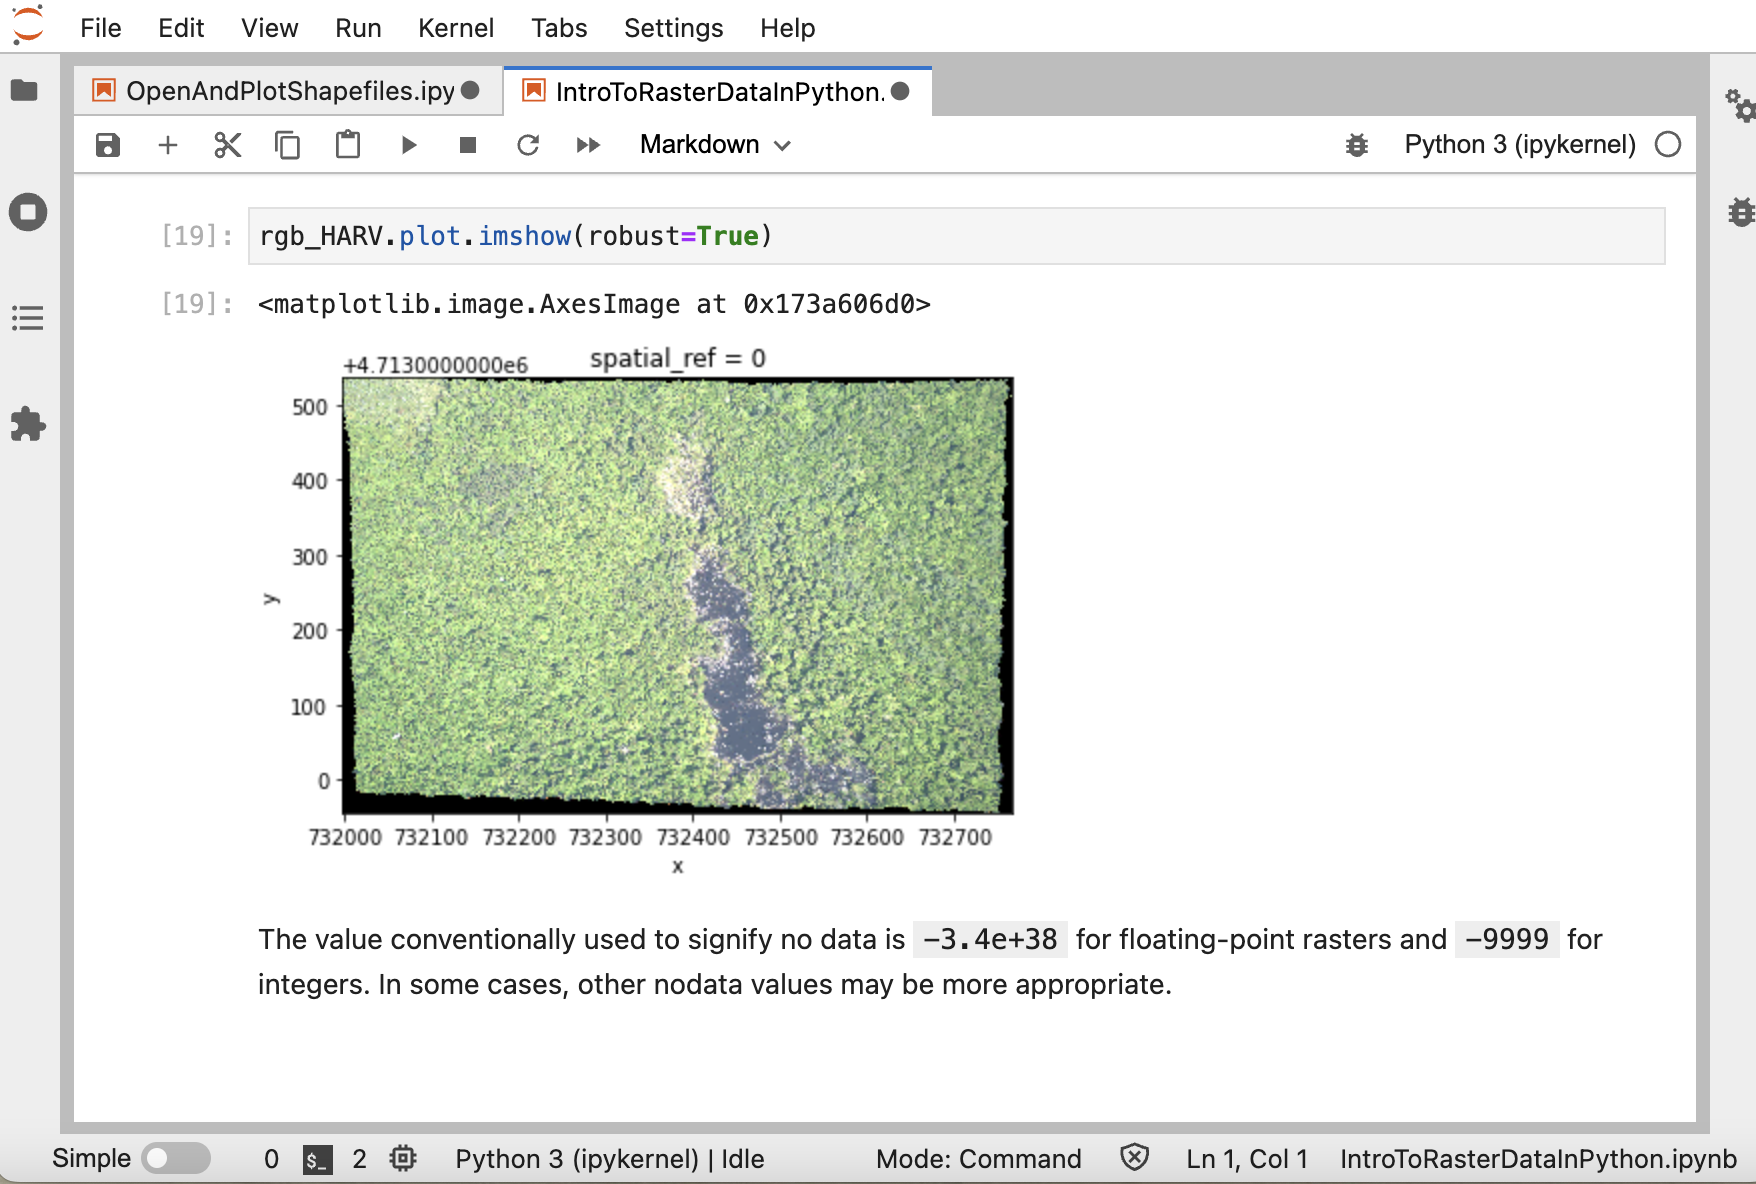 File Edit View Run Kernel Tabs Settings Help
OpenAndPlotShapefiles.ipy IntroToRasterDataInPython.
Markdown Python 3 (ipykernel)
[19]: rgb_HARV.plot.imshow(robust=True)
[19]: <matplotlib.image.AxesImage at 0x173a606d0>
+4.7130000000e6 spatial_ref = 0
500
400
300
200
100
0
y
732000 732100 732200 732300 732400 732500 732600 732700
x
The value conventionally used to signify no data is -3.4e+38 for floating-point rasters and -9999 for
integers. In some cases, other nodata values may be more appropriate.
Simple 0 $_ 2 Python 3 (ipykernel) | Idle Mode: Command Ln 1, Col 1 IntroToRasterDataInPython.ipynb